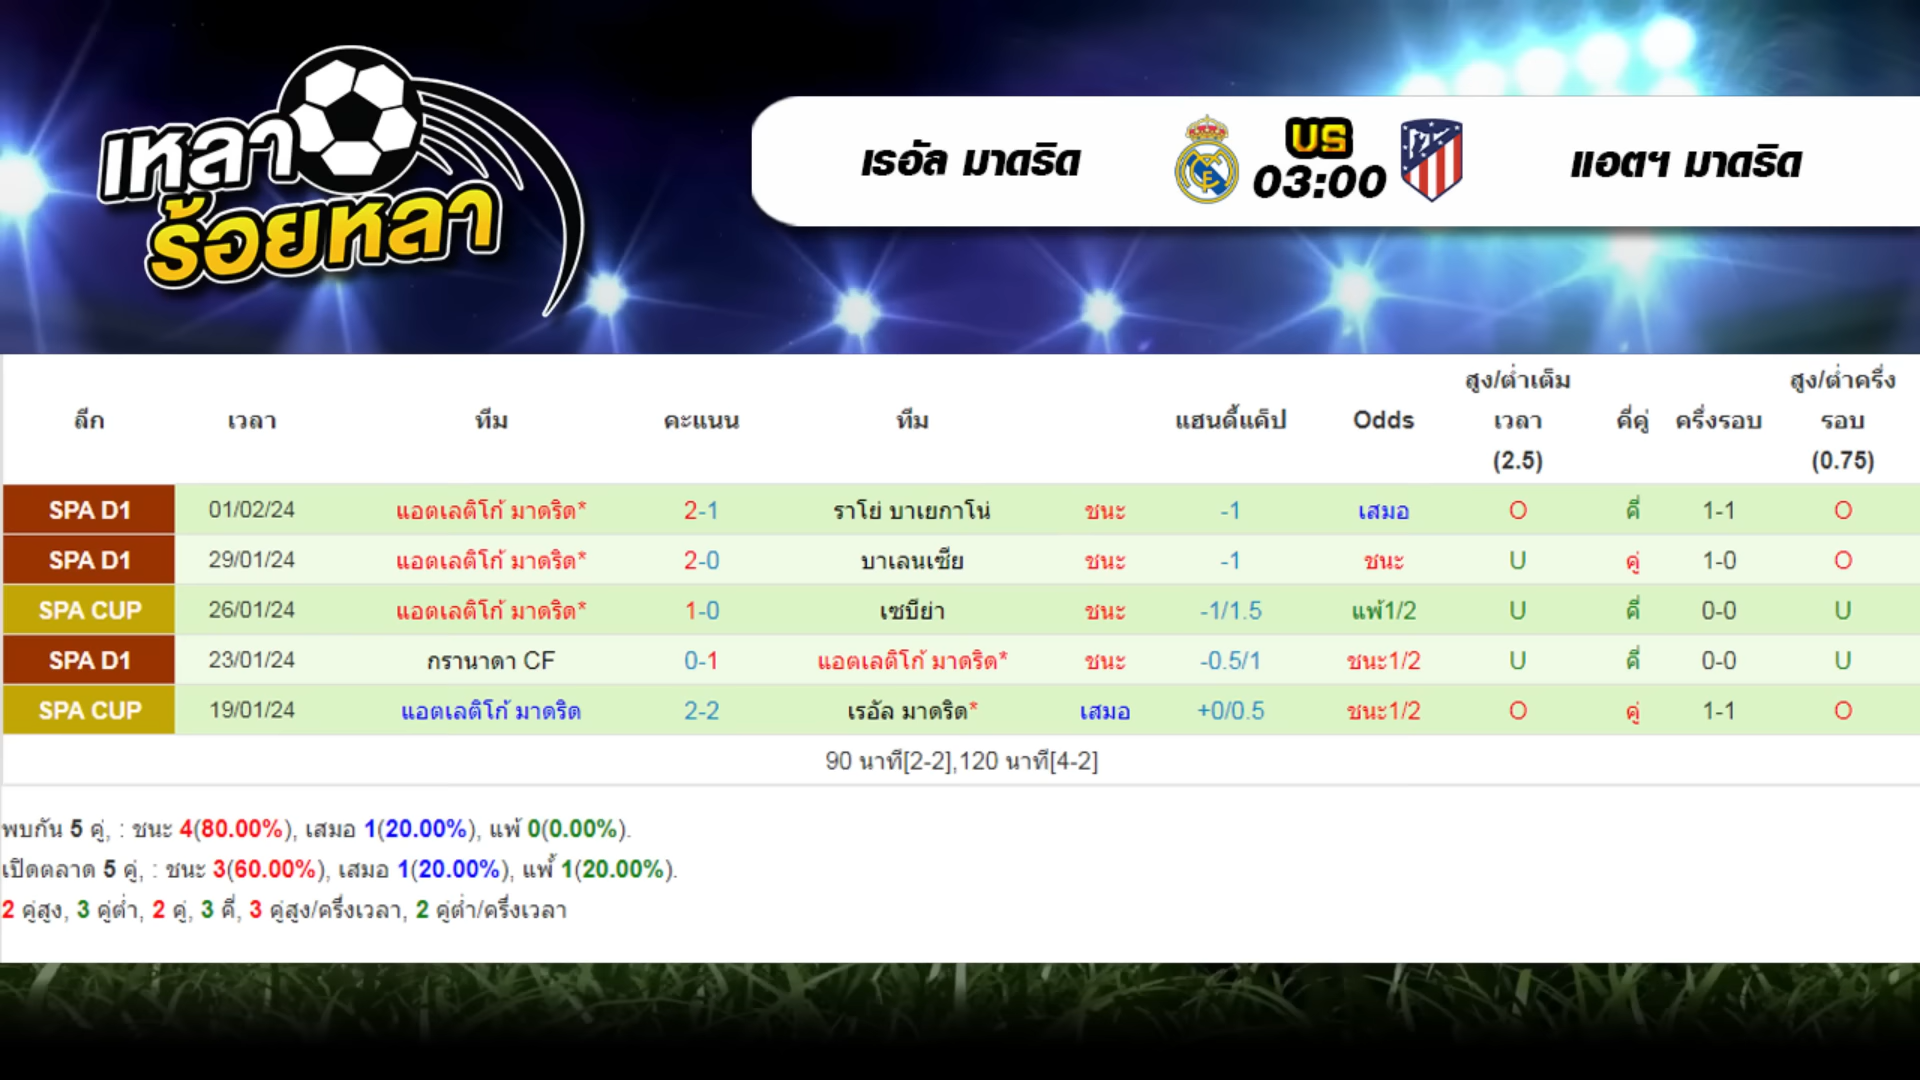 เหลา
ร้อยหลา
เรอัล มาดริด
VS
03:00
แอตฯ มาดริด
ลีก เวลา ทีม คะแนน ทีม แฮนดี้แค็ป Odds สูง/ต่ำเต็มเวลา (2.5) คี่คู่ ครึ่งรอบ สูง/ต่ำครึ่งรอบ (0.75)
SPA D1 01/02/24 แอตเลติโก้ มาดริด* 2-1 ราโย่ บาเยกาโน่ ชนะ -1 เสมอ O คี่ 1-1 O
SPA D1 29/01/24 แอตเลติโก้ มาดริด* 2-0 บาเลนเซีย ชนะ -1 ชนะ U คู่ 1-0 O
SPA CUP 26/01/24 แอตเลติโก้ มาดริด* 1-0 เซบีย่า ชนะ -1/1.5 แพ้1/2 U คี่ 0-0 U
SPA D1 23/01/24 กรานาดา CF 0-1 แอตเลติโก้ มาดริด* ชนะ -0.5/1 ชนะ1/2 U คี่ 0-0 U
SPA CUP 19/01/24 แอตเลติโก้ มาดริด 2-2 เรอัล มาดริด* เสมอ +0/0.5 ชนะ1/2 O คู่ 1-1 O
90 นาที[2-2],120 นาที[4-2]
พบกัน 5 คู่, : ชนะ 4(80.00%), เสมอ 1(20.00%), แพ้ 0(0.00%).
เปิดตลาด 5 คู่, : ชนะ 3(60.00%), เสมอ 1(20.00%), แพ้ 1(20.00%).
2 คู่สูง, 3 คู่ต่ำ, 2 คู่, 3 คี่, 3 คู่สูง/ครึ่งเวลา, 2 คู่ต่ำ/ครึ่งเวลา